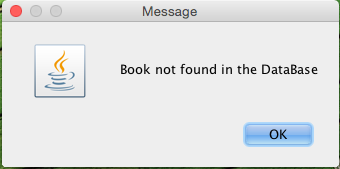 Message
Book not found in the DataBase
OK